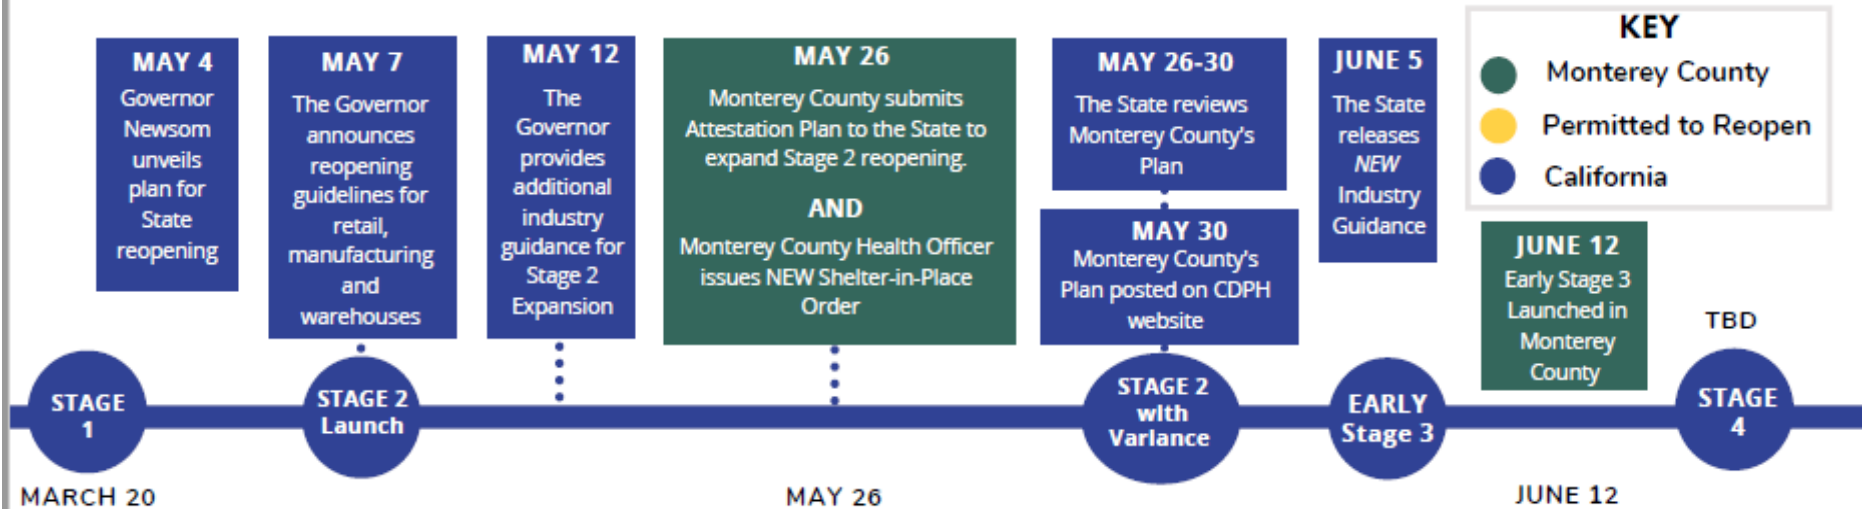 MAY 4
Governor
Newsom
unveils
plan for
State
reopening
MAY 7
The Governor
announces
reopening
guidelines for
retail,
manufacturing
and
warehouses
MAY 12
The
Governor
provides
additional
industry
guidance for
Stage 2
Expansion
MAY 26
Monterey County submits
Attestation Plan to the State to
expand Stage 2 reopening.
AND
Monterey County Health Officer
issues NEW Shelter-in-Place
Order
MAY 26-30
The State reviews
Monterey County's
Plan
MAY 30
Monterey County's
Plan posted on CDPH
website
JUNE 5
The State
releases
NEW
Industry
Guidance
KEY
Monterey County
Permitted to Reopen
California
JUNE 12
Early Stage 3
Launched in
Monterey
County
TBD
STAGE
1
STAGE 2
Launch
STAGE 2
with
Variance
EARLY
Stage 3
STAGE
4
MARCH 20
MAY 26
JUNE 12